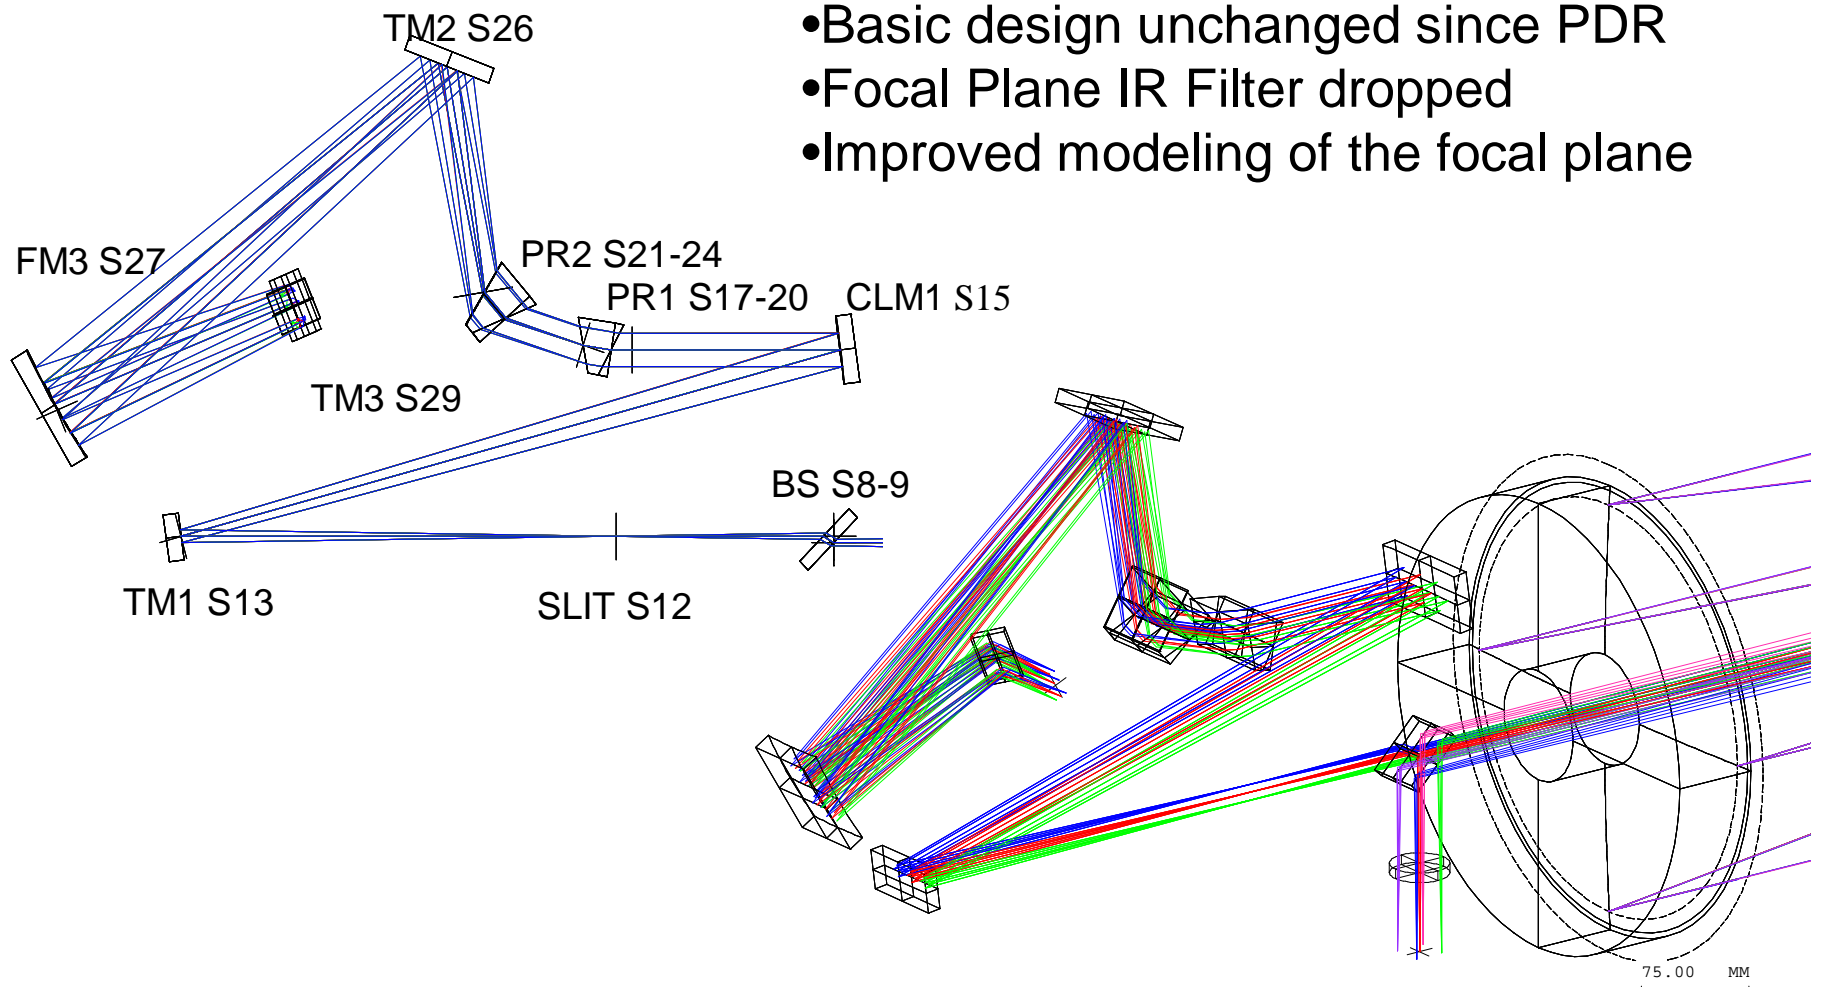 TM2 S26
•Basic design unchanged since PDR
•Focal Plane IR Filter dropped
•Improved modeling of the focal plane
FM3 S27
PR2 S21-24
PR1 S17-20
CLM1 S15
TM3 S29
BS S8-9
TM1 S13
SLIT S12
75.00 MM